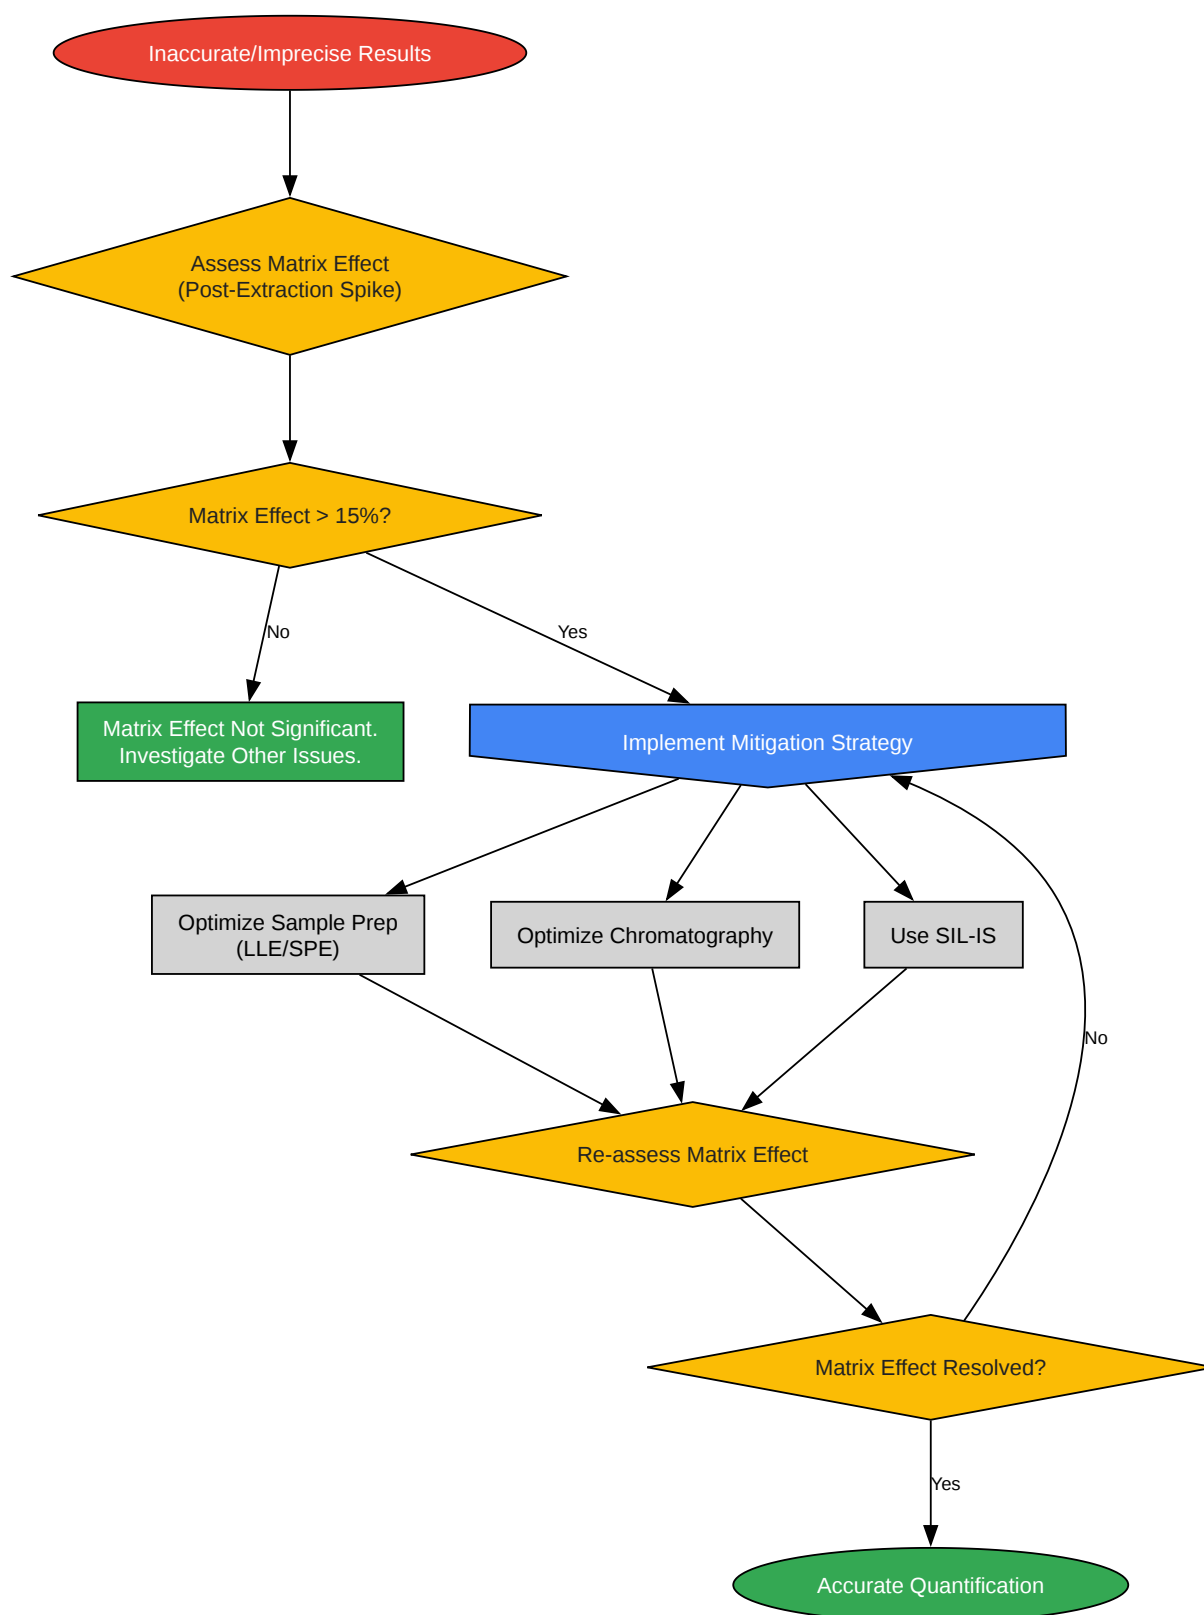 Inaccurate/Imprecise Results
Assess Matrix Effect
(Post-Extraction Spike)
Matrix Effect > 15%?
No
Yes
Matrix Effect Not Significant.
Investigate Other Issues.
Implement Mitigation Strategy
Optimize Sample Prep
(LLE/SPE)
Optimize Chromatography
Use SIL-IS
No
Re-assess Matrix Effect
Matrix Effect Resolved?
Yes
Accurate Quantification